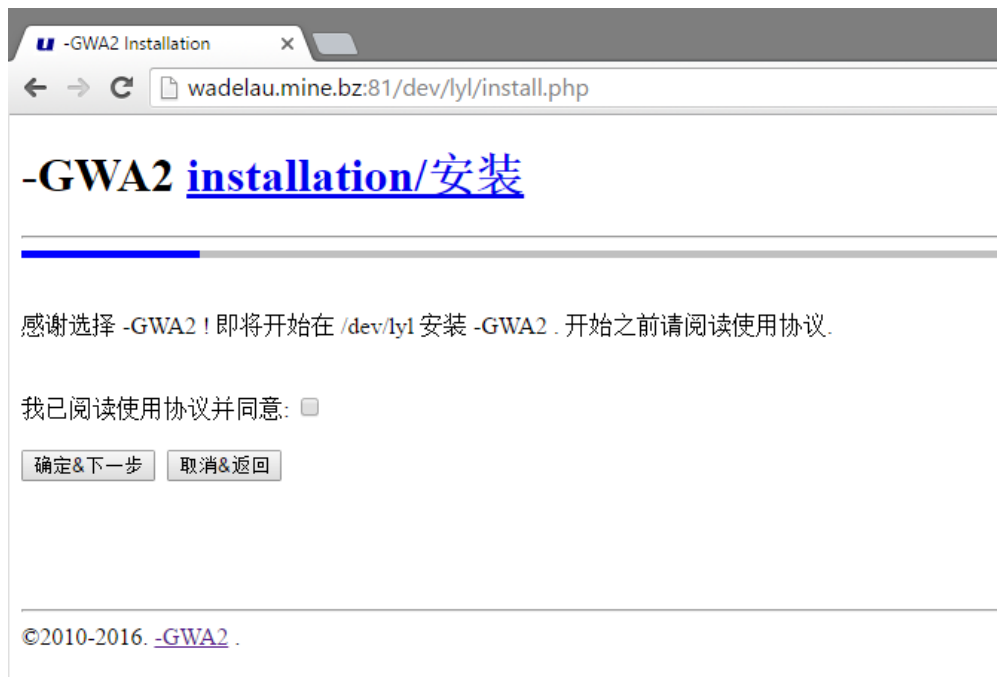 -GWA2 Installation
wadelau.mine.bz:81/dev/lyl/install.php
-GWA2 installation/安装
感谢选择 -GWA2 ! 即将开始在 /dev/lyl 安装 -GWA2 . 开始之前请阅读使用协议.
我已阅读使用协议并同意:
确定&下一步 取消&返回
©2010-2016. -GWA2 .